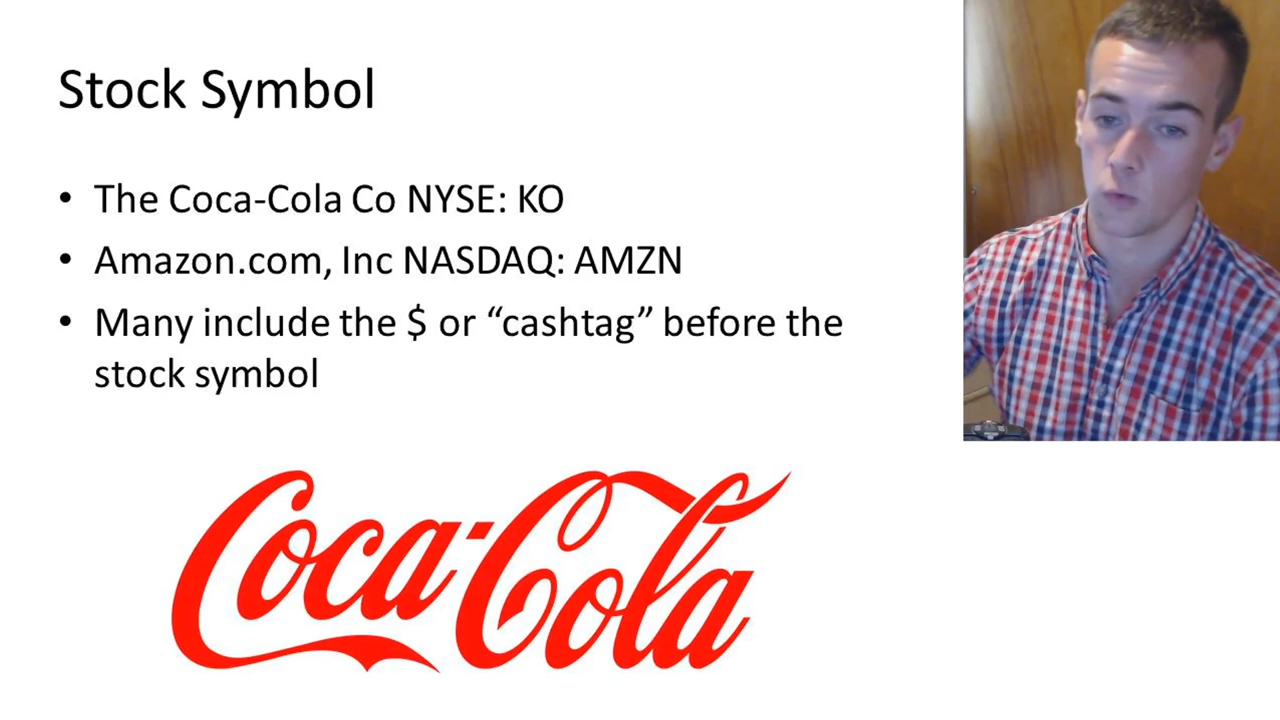 Stock Symbol
• The Coca-Cola Co NYSE: KO
• Amazon.com, Inc NASDAQ: AMZN
• Many include the $ or “cashtag” before the
stock symbol
Coca-Cola